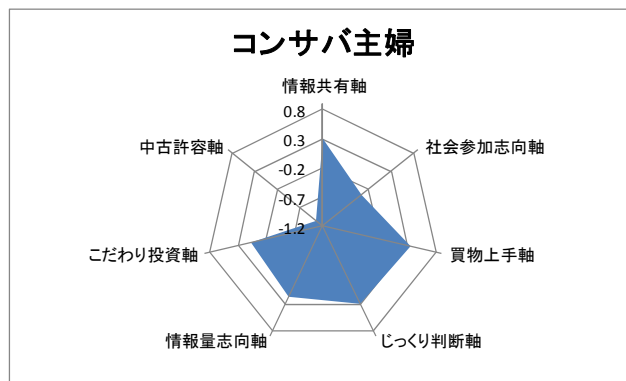 コンサバ主婦
情報共有軸
0.8
0.3
-0.2
-0.7
-1.2
社会参加志向軸
買物上手軸
じっくり判断軸
情報量志向軸
こだわり投資軸
中古許容軸